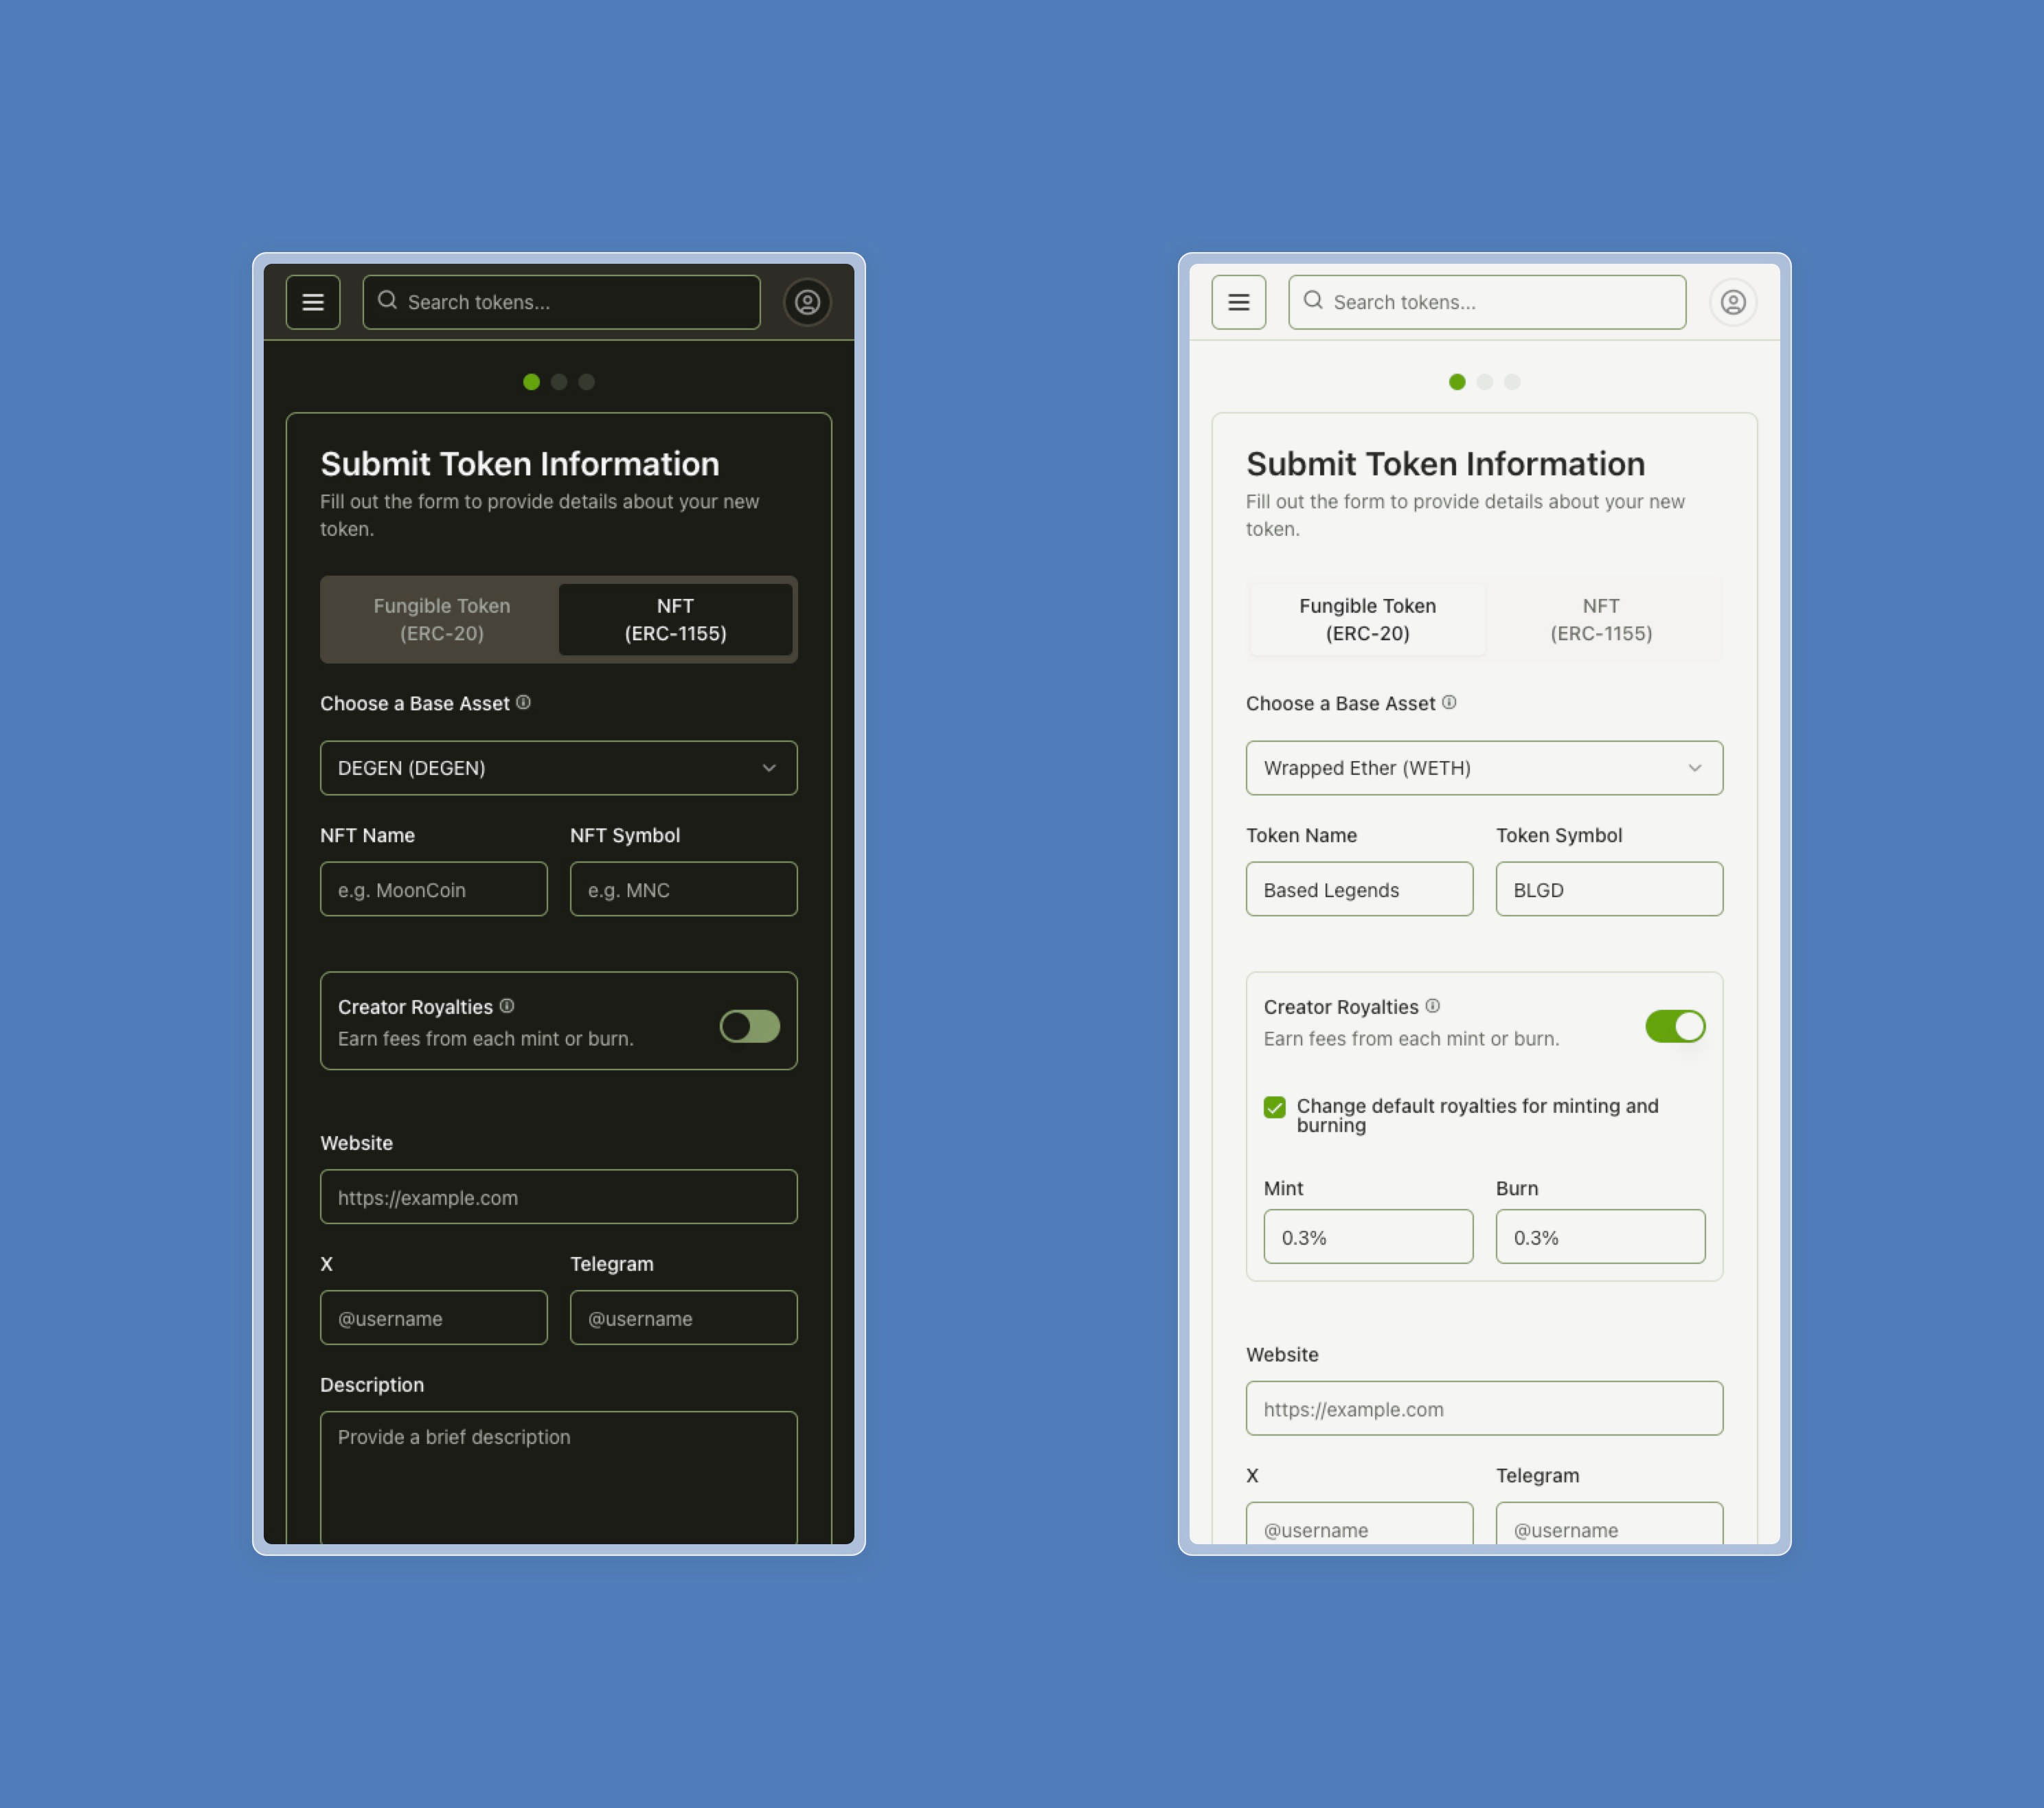 Search tokens...
Submit Token Information
Fill out the form to provide details about your new
token.
Fungible Token
(ERC-20)
NFT
(ERC-1155)
Choose a Base Asset
DEGEN (DEGEN)
NFT Name
NFT Symbol
e.g. MoonCoin
e.g. MNC
Creator Royalties
Earn fees from each mint or burn.
Website
https://example.com
X
Telegram
@username
@username
Description
Provide a brief description
Search tokens...
Submit Token Information
Fill out the form to provide details about your new
token.
Fungible Token
(ERC-20)
NFT
(ERC-1155)
Choose a Base Asset
Wrapped Ether (WETH)
Token Name
Token Symbol
Based Legends
BLGD
Creator Royalties
Earn fees from each mint or burn.
Change default royalties for minting and
burning
Mint
Burn
0.3%
0.3%
Website
https://example.com
X
Telegram
@username
@username